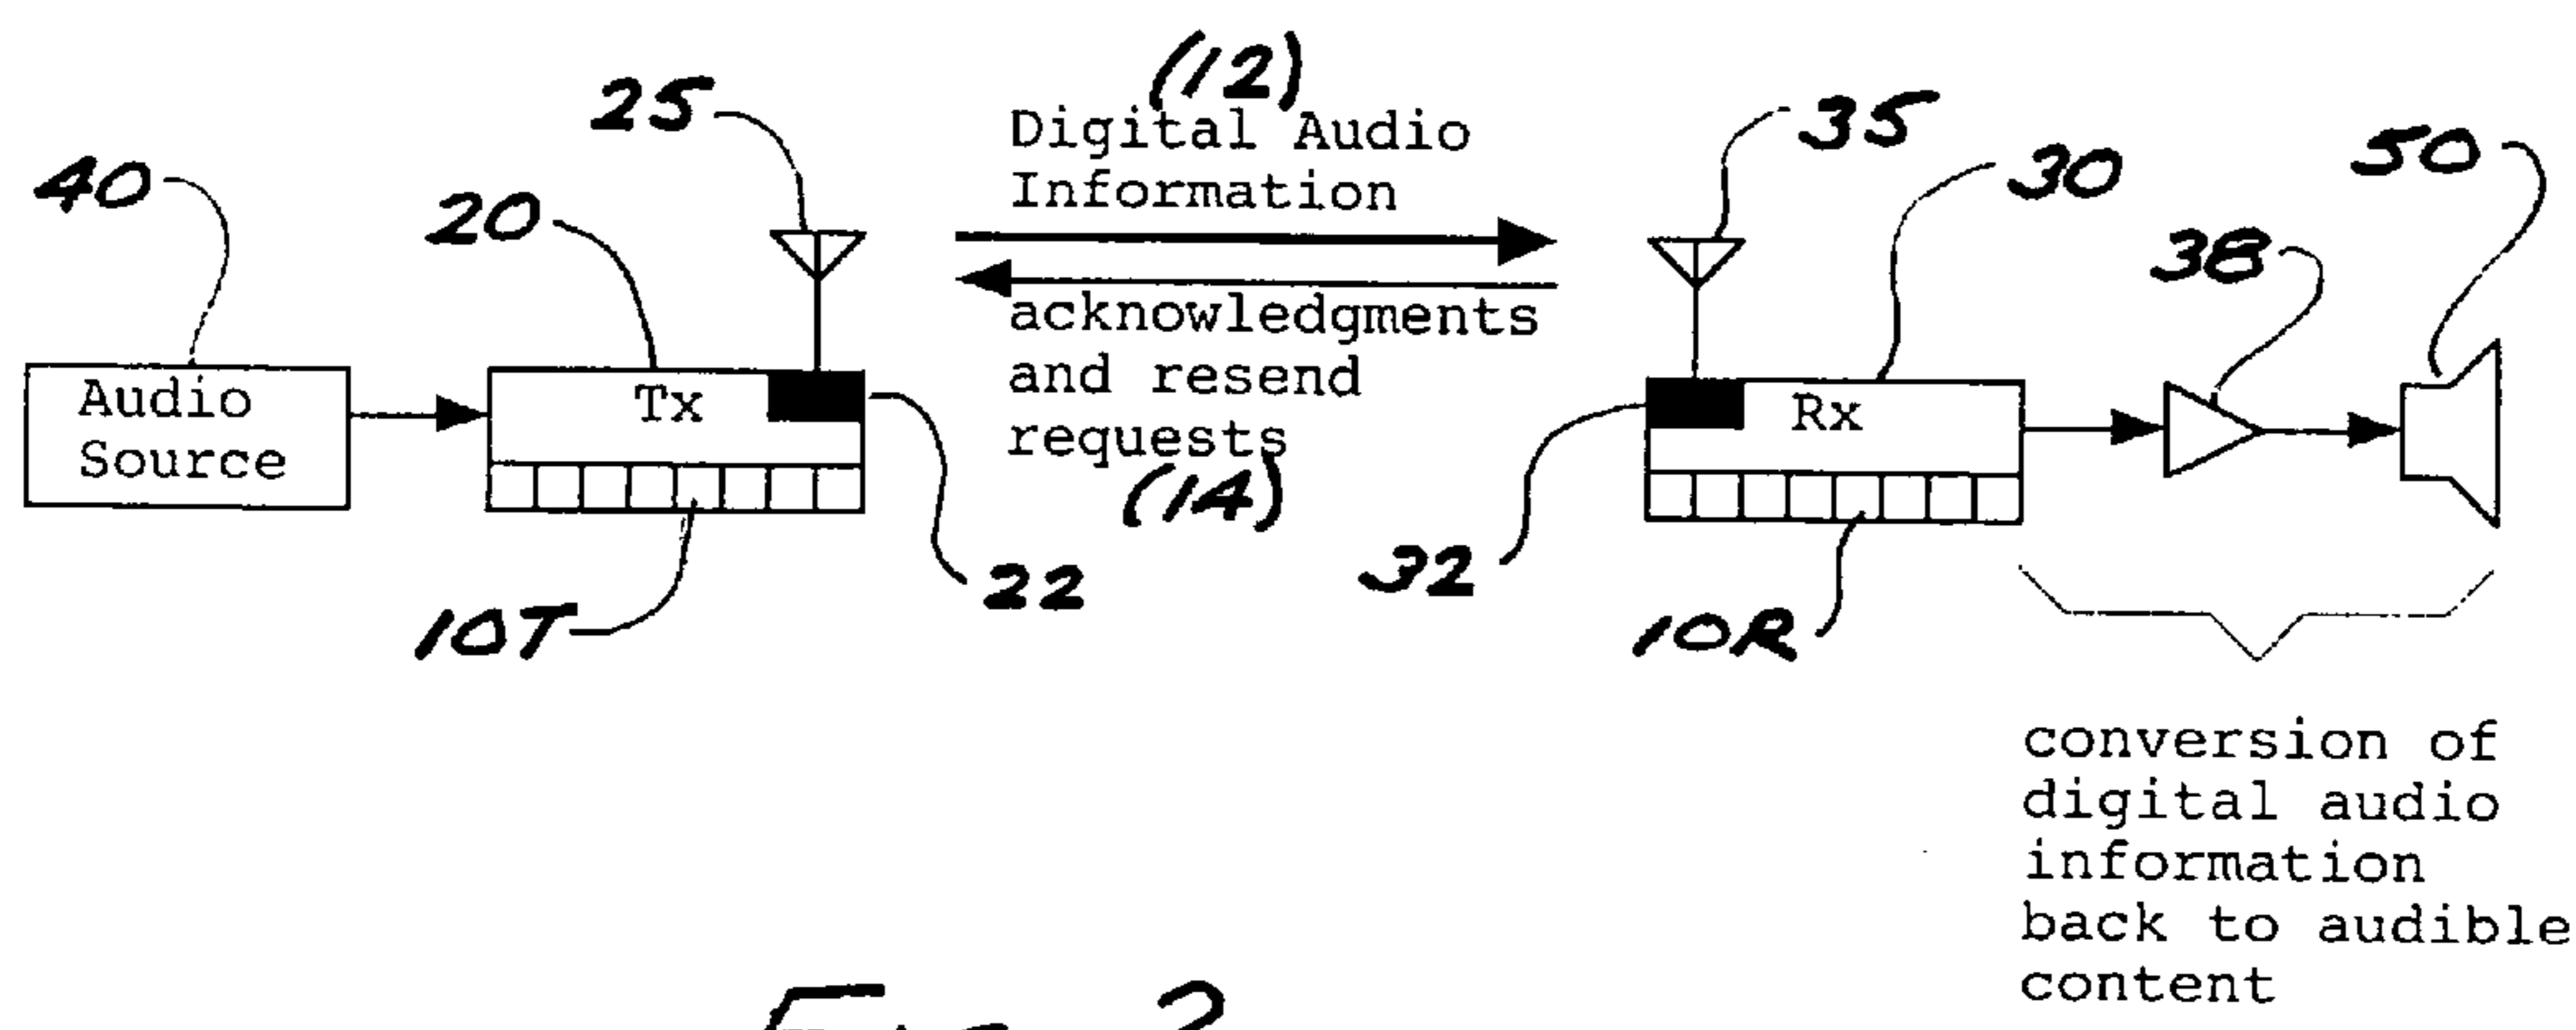 (12)
25
Digital Audio
Information
35
30
50
40
20
38
acknowledgments
and resend
requests
(14)
Audio
Source
Tx
Rx
22
32
10T
10R
conversion of
digital audio
information
back to audible
content